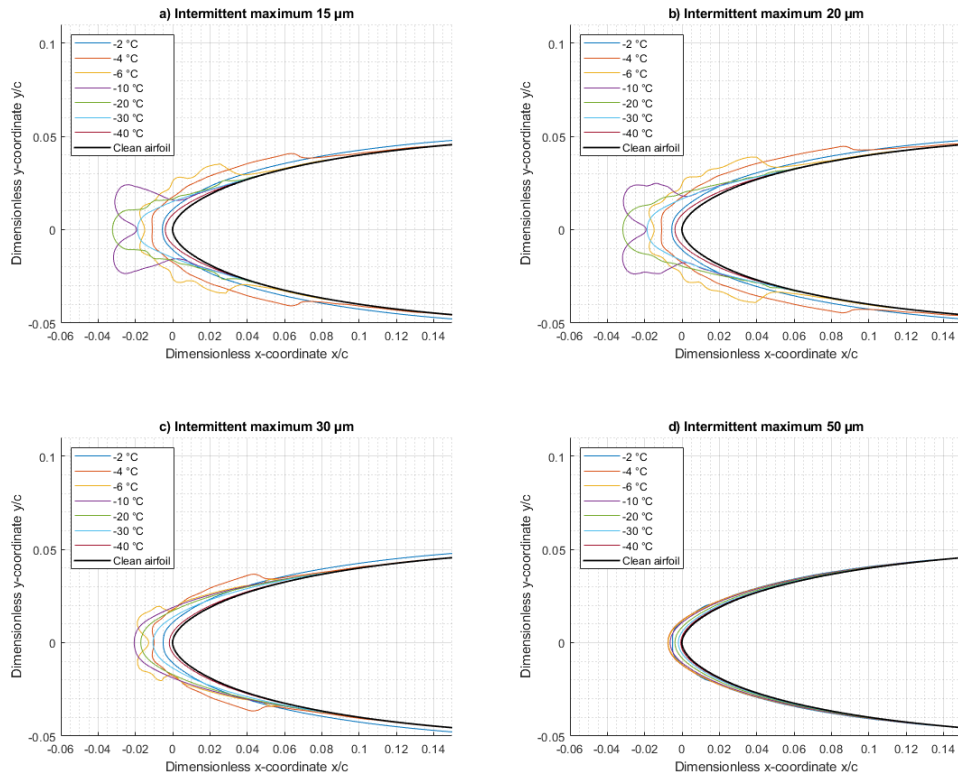 a) Intermittent maximum 15 µm
0.1
0.05
0
-0.05
Dimensionless y-coordinate y/c
-2 °C
-4 °C
-6 °C
-10 °C
-20 °C
-30 °C
-40 °C
Clean airfoil
-0.06 -0.04 -0.02 0 0.02 0.04 0.06 0.08 0.1 0.12 0.14
Dimensionless x-coordinate x/c
b) Intermittent maximum 20 µm
0.1
0.05
0
-0.05
Dimensionless y-coordinate y/c
-2 °C
-4 °C
-6 °C
-10 °C
-20 °C
-30 °C
-40 °C
Clean airfoil
-0.06 -0.04 -0.02 0 0.02 0.04 0.06 0.08 0.1 0.12 0.14
Dimensionless x-coordinate x/c
c) Intermittent maximum 30 µm
0.1
0.05
0
-0.05
Dimensionless y-coordinate y/c
-2 °C
-4 °C
-6 °C
-10 °C
-20 °C
-30 °C
-40 °C
Clean airfoil
-0.06 -0.04 -0.02 0 0.02 0.04 0.06 0.08 0.1 0.12 0.14
Dimensionless x-coordinate x/c
d) Intermittent maximum 50 µm
0.1
0.05
0
-0.05
Dimensionless y-coordinate y/c
-2 °C
-4 °C
-6 °C
-10 °C
-20 °C
-30 °C
-40 °C
Clean airfoil
-0.06 -0.04 -0.02 0 0.02 0.04 0.06 0.08 0.1 0.12 0.14
Dimensionless x-coordinate x/c